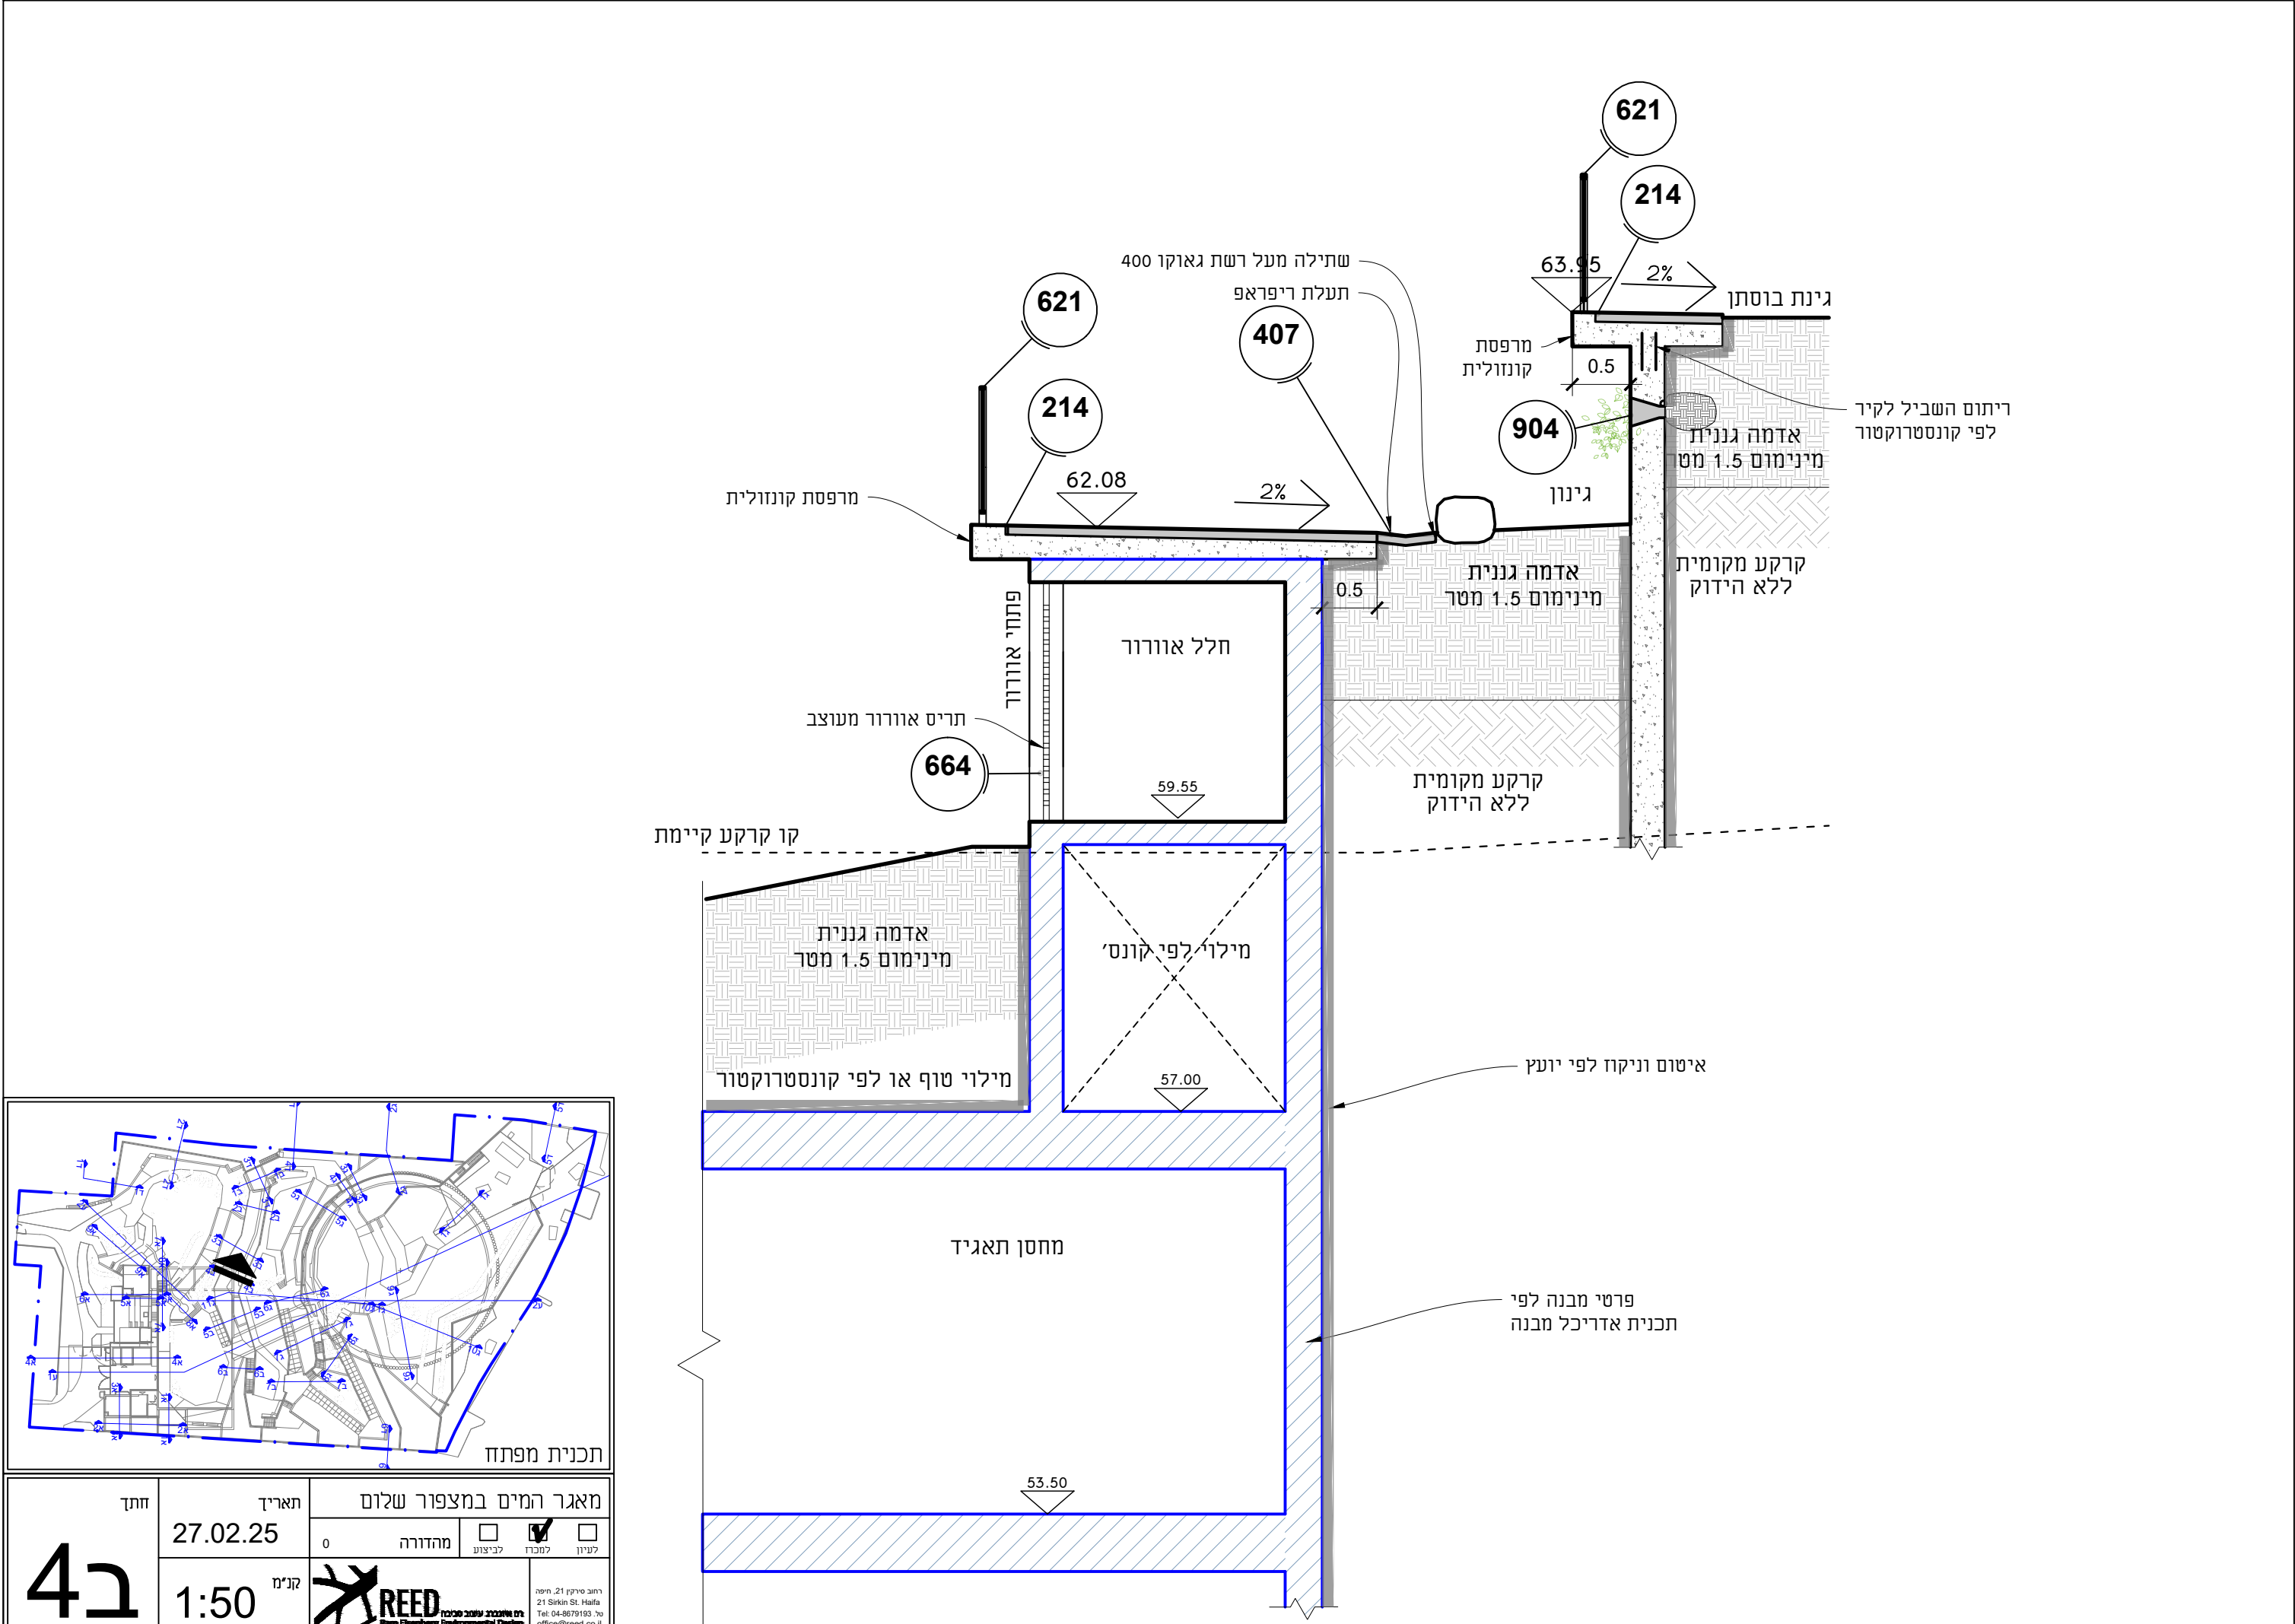 621
214
63.95
2%
גינת בוסתן
שתילה מעל רשת גאוקו 400
תעלת ריפראפ
407
621
214
מרפסת
קונזולית
0.5
904
ריתום השביל לקיר
לפי קונסטרוקטור
אדמה גננית
מינימום 1.5 מטר
גינון
62.08
2%
מרפסת קונזולית
קרקע מקומית
ללא הידוק
אדמה גננית
מינימום 1.5 מטר
0.5
פתחי אוורור
חלל אוורור
תריס אוורור מעוצב
664
59.55
קרקע מקומית
ללא הידוק
קו קרקע קיימת
אדמה גננית
מינימום 1.5 מטר
מילוי לפי קונס'
מילוי טוף או לפי קונסטרוקטור
57.00
איטום וניקוז לפי יועץ
מחסן תאגיד
פרטי מבנה לפי
תכנית אדריכל מבנה
53.50
תכנית מפתח
מאגר המים במצפור שלום
תאריך
27.02.25
חתך
ב4
לעיון
למכרז
לביצוע
מהדורה
0
קנ"מ
1:50
REED
רחוב סירקין 21, חיפה
21 Sirkin St. Haifa
טל. Tel: 04-8679193
office@reed.co.il